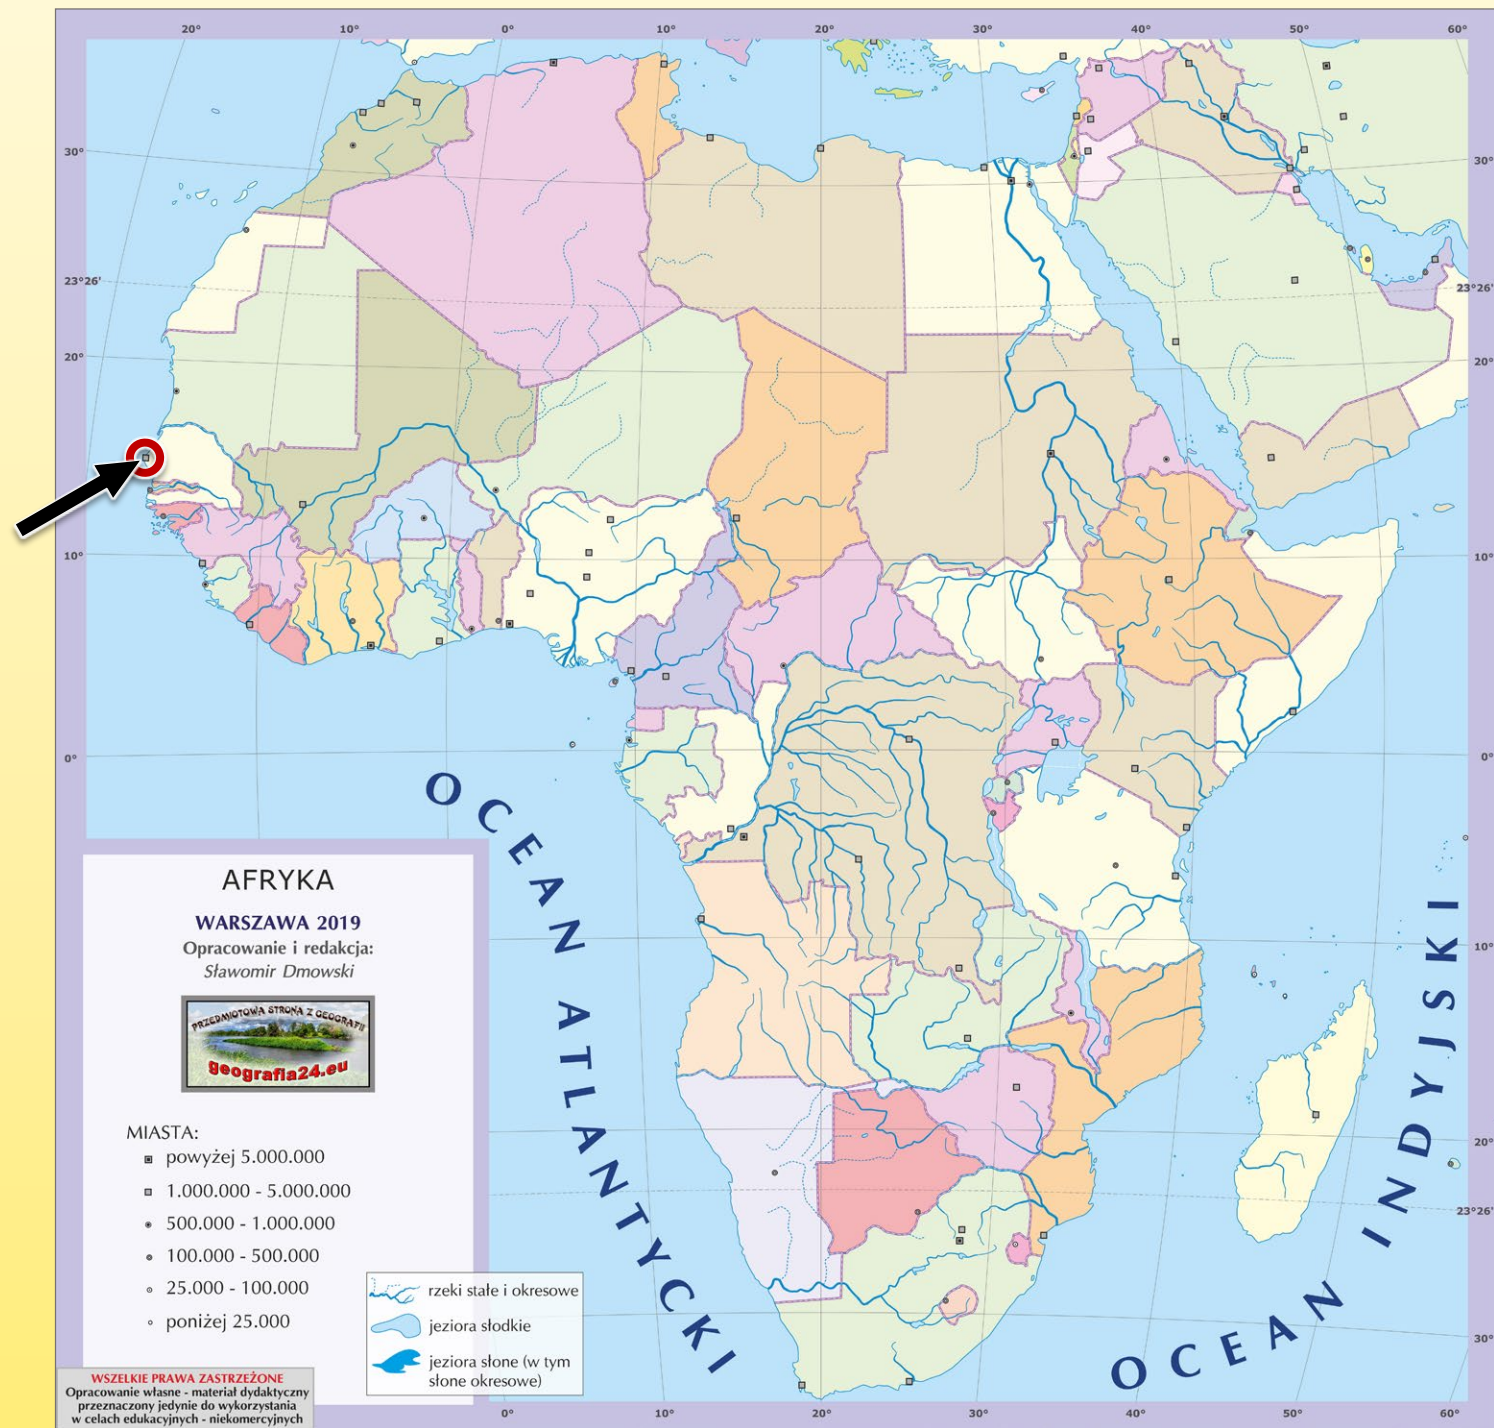 20° 10° 0° 10° 20° 30° 40° 50° 60°
30° 30°
23°26' 23°26'
20° 20°
10° 10°
0° 0°
OCEAN ATLANTYCKI
OCEAN INDYJSKI
10°
20°
23°26'
30°
AFRYKA
WARSZAWA 2019
Opracowanie i redakcja:
Sławomir Dmowski
PRZEDMIOTOWA STRONA Z GEOGRAFII
geografia24.eu
MIASTA:
powyżej 5.000.000
1.000.000 - 5.000.000
500.000 - 1.000.000
100.000 - 500.000
25.000 - 100.000
poniżej 25.000
rzeki stałe i okresowe
jeziora słodkie
jeziora słone (w tym
słone okresowe)
WSZELKIE PRAWA ZASTRZEŻONE
Opracowanie własne - materiał dydaktyczny
przeznaczony jedynie do wykorzystania
w celach edukacyjnych - niekomercyjnych
0° 10° 20° 30° 40° 50° 60°